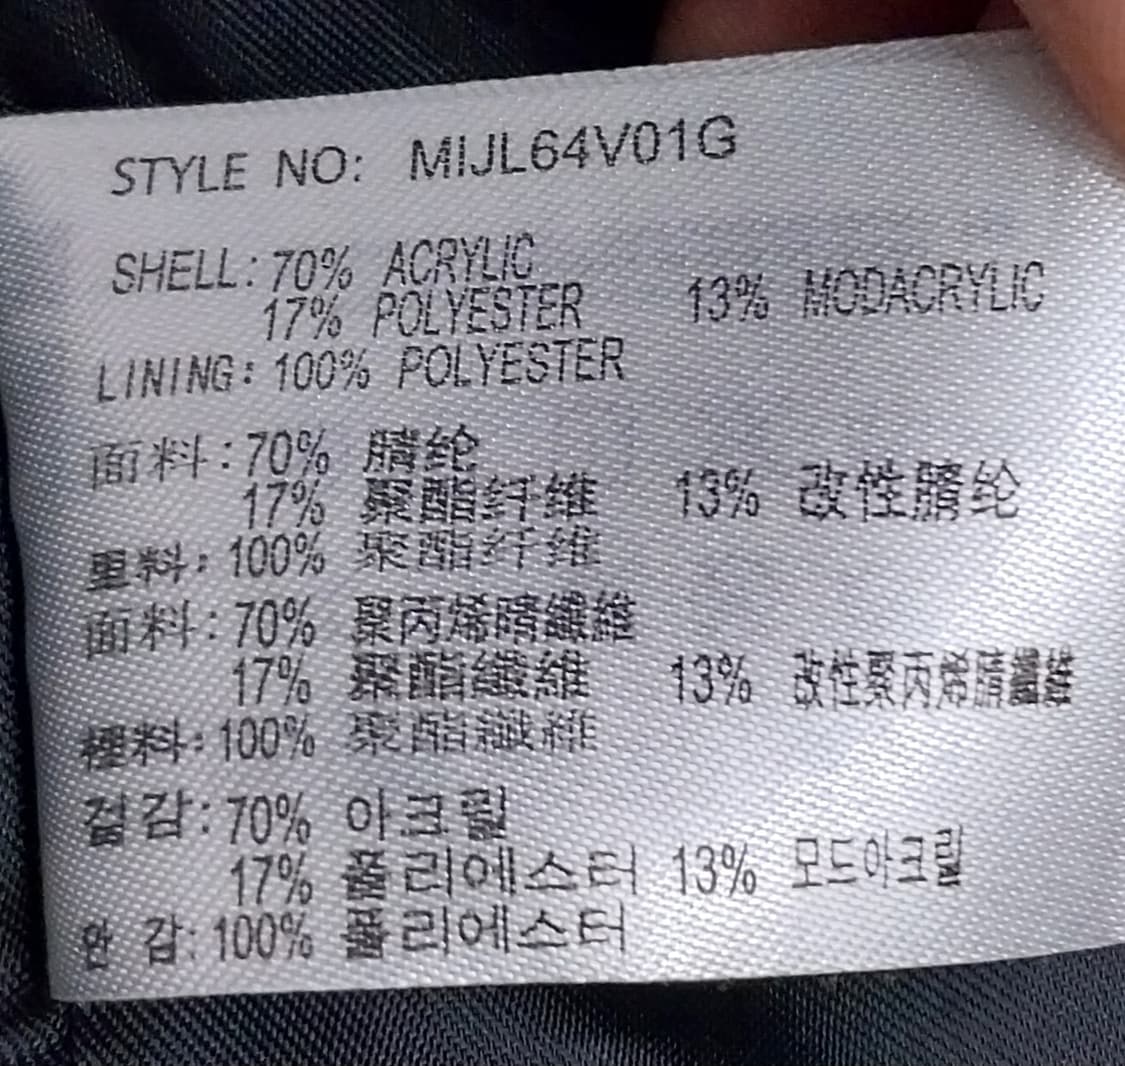 STYLE NO: MIJL64V01G
SHELL: 70% ACRYLIC
17% POLYESTER 13% MODACRYLIC
LINING: 100% POLYESTER
面料:70% 腈纶
17% 聚酯纤维 13% 改性腈纶
里料: 100% 聚酯纤维
面料:70% 聚丙烯腈纖維
17% 聚酯纖維 13% 改性聚丙烯腈纖維
裡料: 100% 聚酯纖維
겉감: 70% 아크릴
17% 폴리에스터 13% 모드아크릴
안 감: 100% 폴리에스터